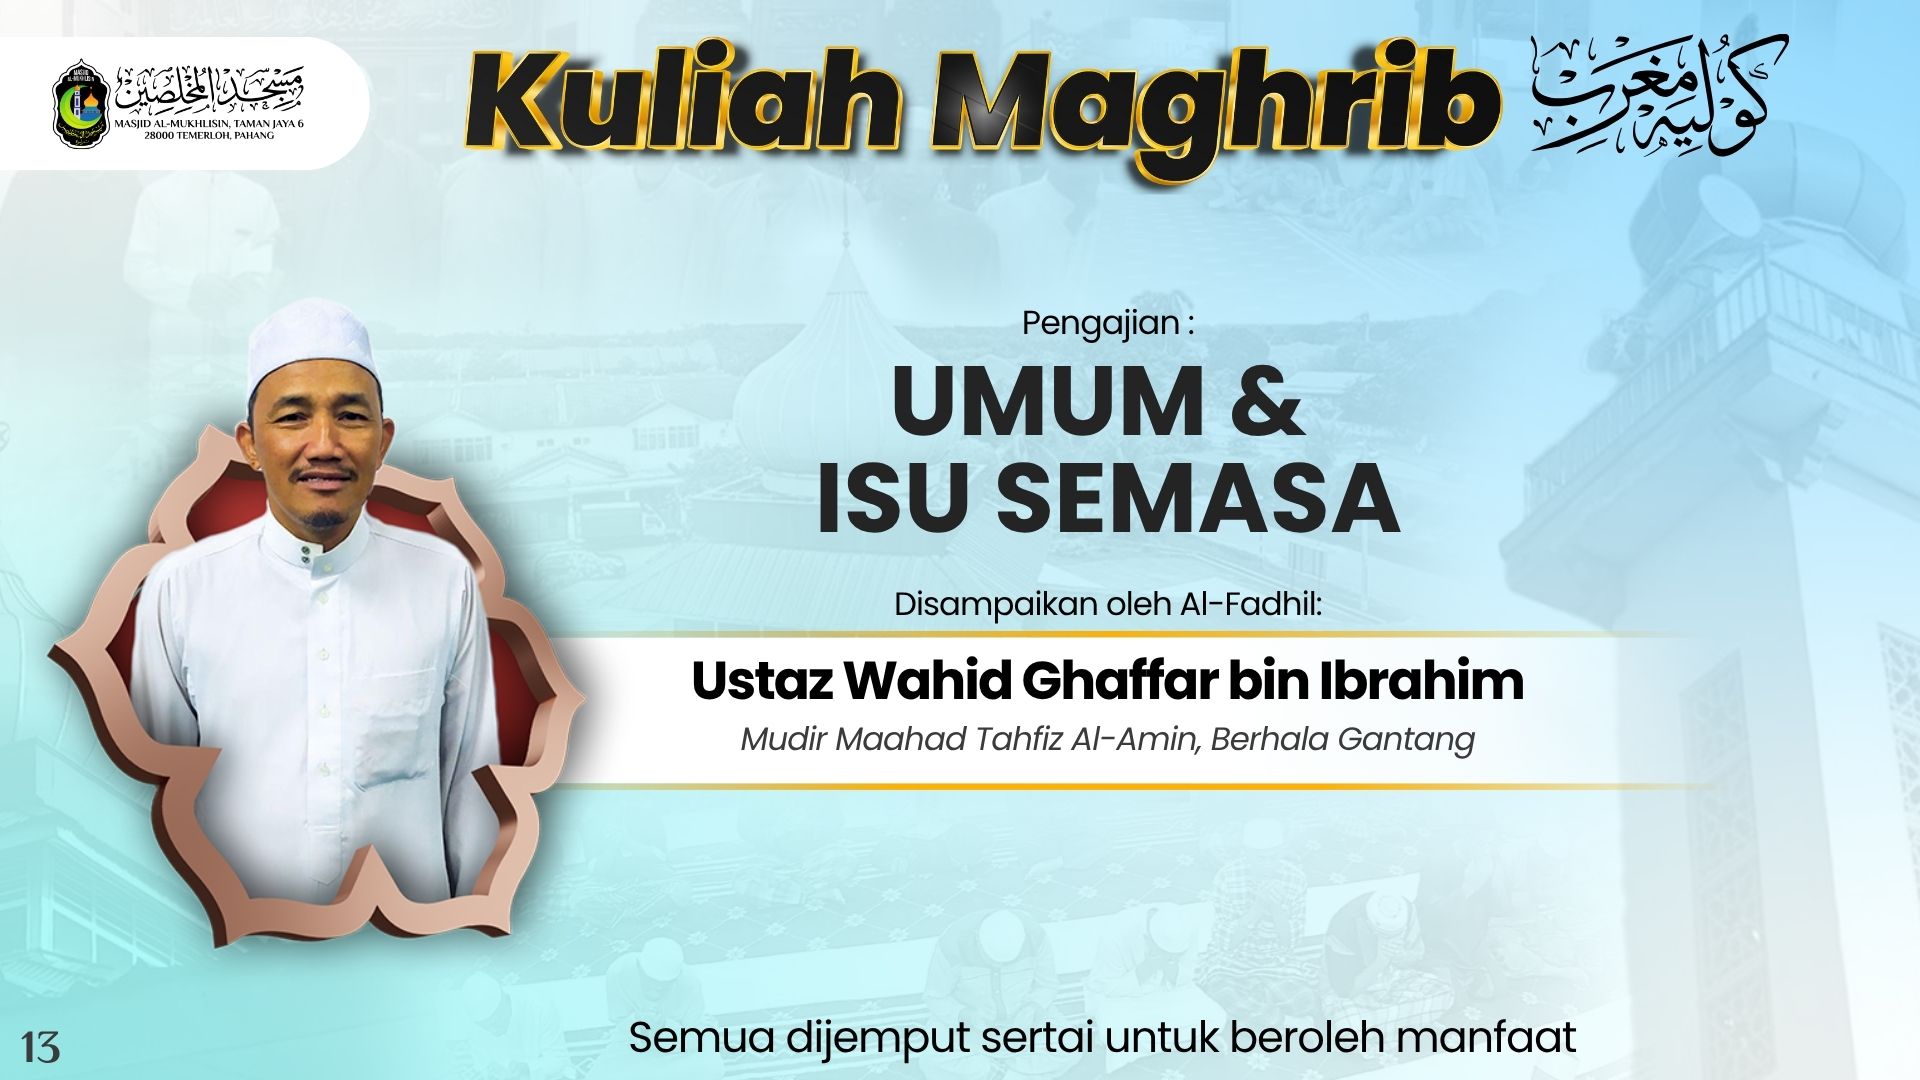 مسجد المخلصين
MASJID AL-MUKHLISIN, TAMAN JAYA 6
28000 TEMERLOH, PAHANG
Kuliah Maghrib
كوليه مغرب
Pengajian :
UMUM &
ISU SEMASA
Disampaikan oleh Al-Fadhil:
Ustaz Wahid Ghaffar bin Ibrahim
Mudir Maahad Tahfiz Al-Amin, Berhala Gantang
Semua dijemput sertai untuk beroleh manfaat
13